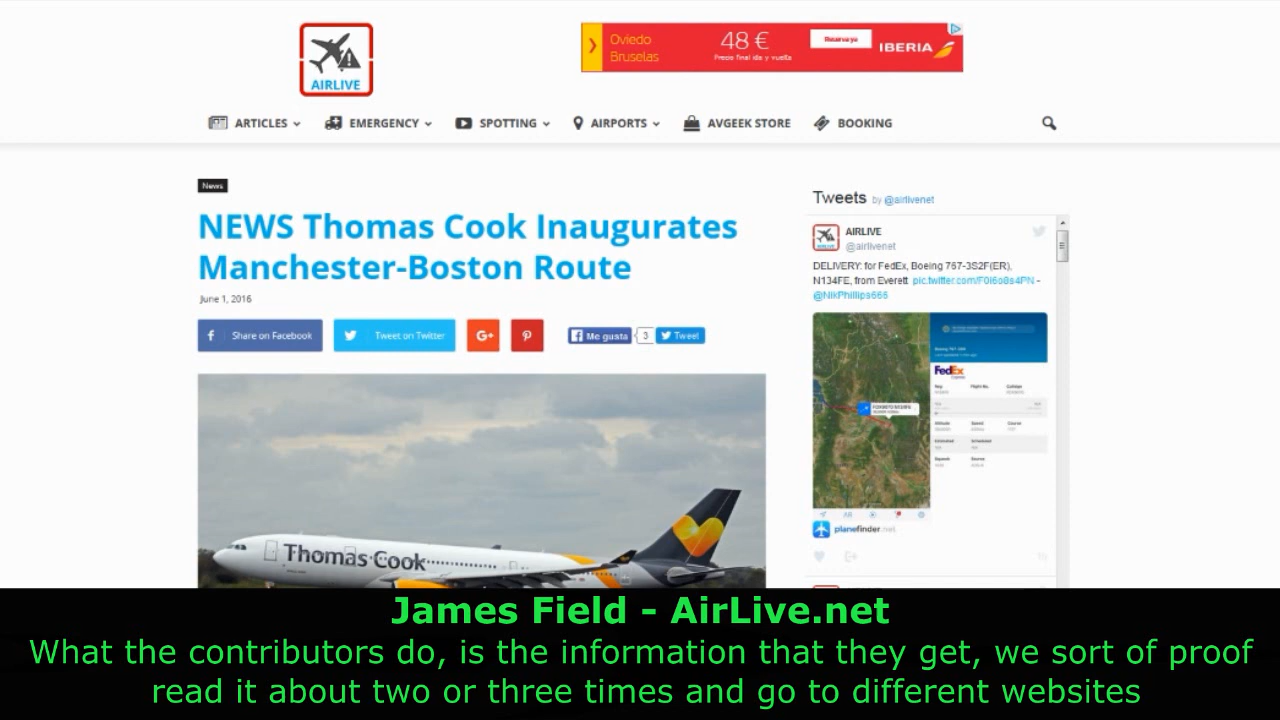 AIRLIVE
Oviedo
Bruselas
48 €
Precio final ida y vuelta
Reserva ya
IBERIA
ARTICLES
EMERGENCY
SPOTTING
AIRPORTS
AVGEEK STORE
BOOKING
News
NEWS Thomas Cook Inaugurates
Manchester-Boston Route
June 1, 2016
Share on Facebook
Tweet on Twitter
G+
Me gusta
3
Tweet
Thomas Cook
Tweets by @airlivenet
AIRLIVE
@airlivenet
DELIVERY: for FedEx, Boeing 767-3S2F(ER),
N134FE, from Everett pic.twitter.com/F0I6o8s4PN -
@NikPhillips666
FedEx
planefinder.net
James Field - AirLive.net
What the contributors do, is the information that they get, we sort of proof
read it about two or three times and go to different websites